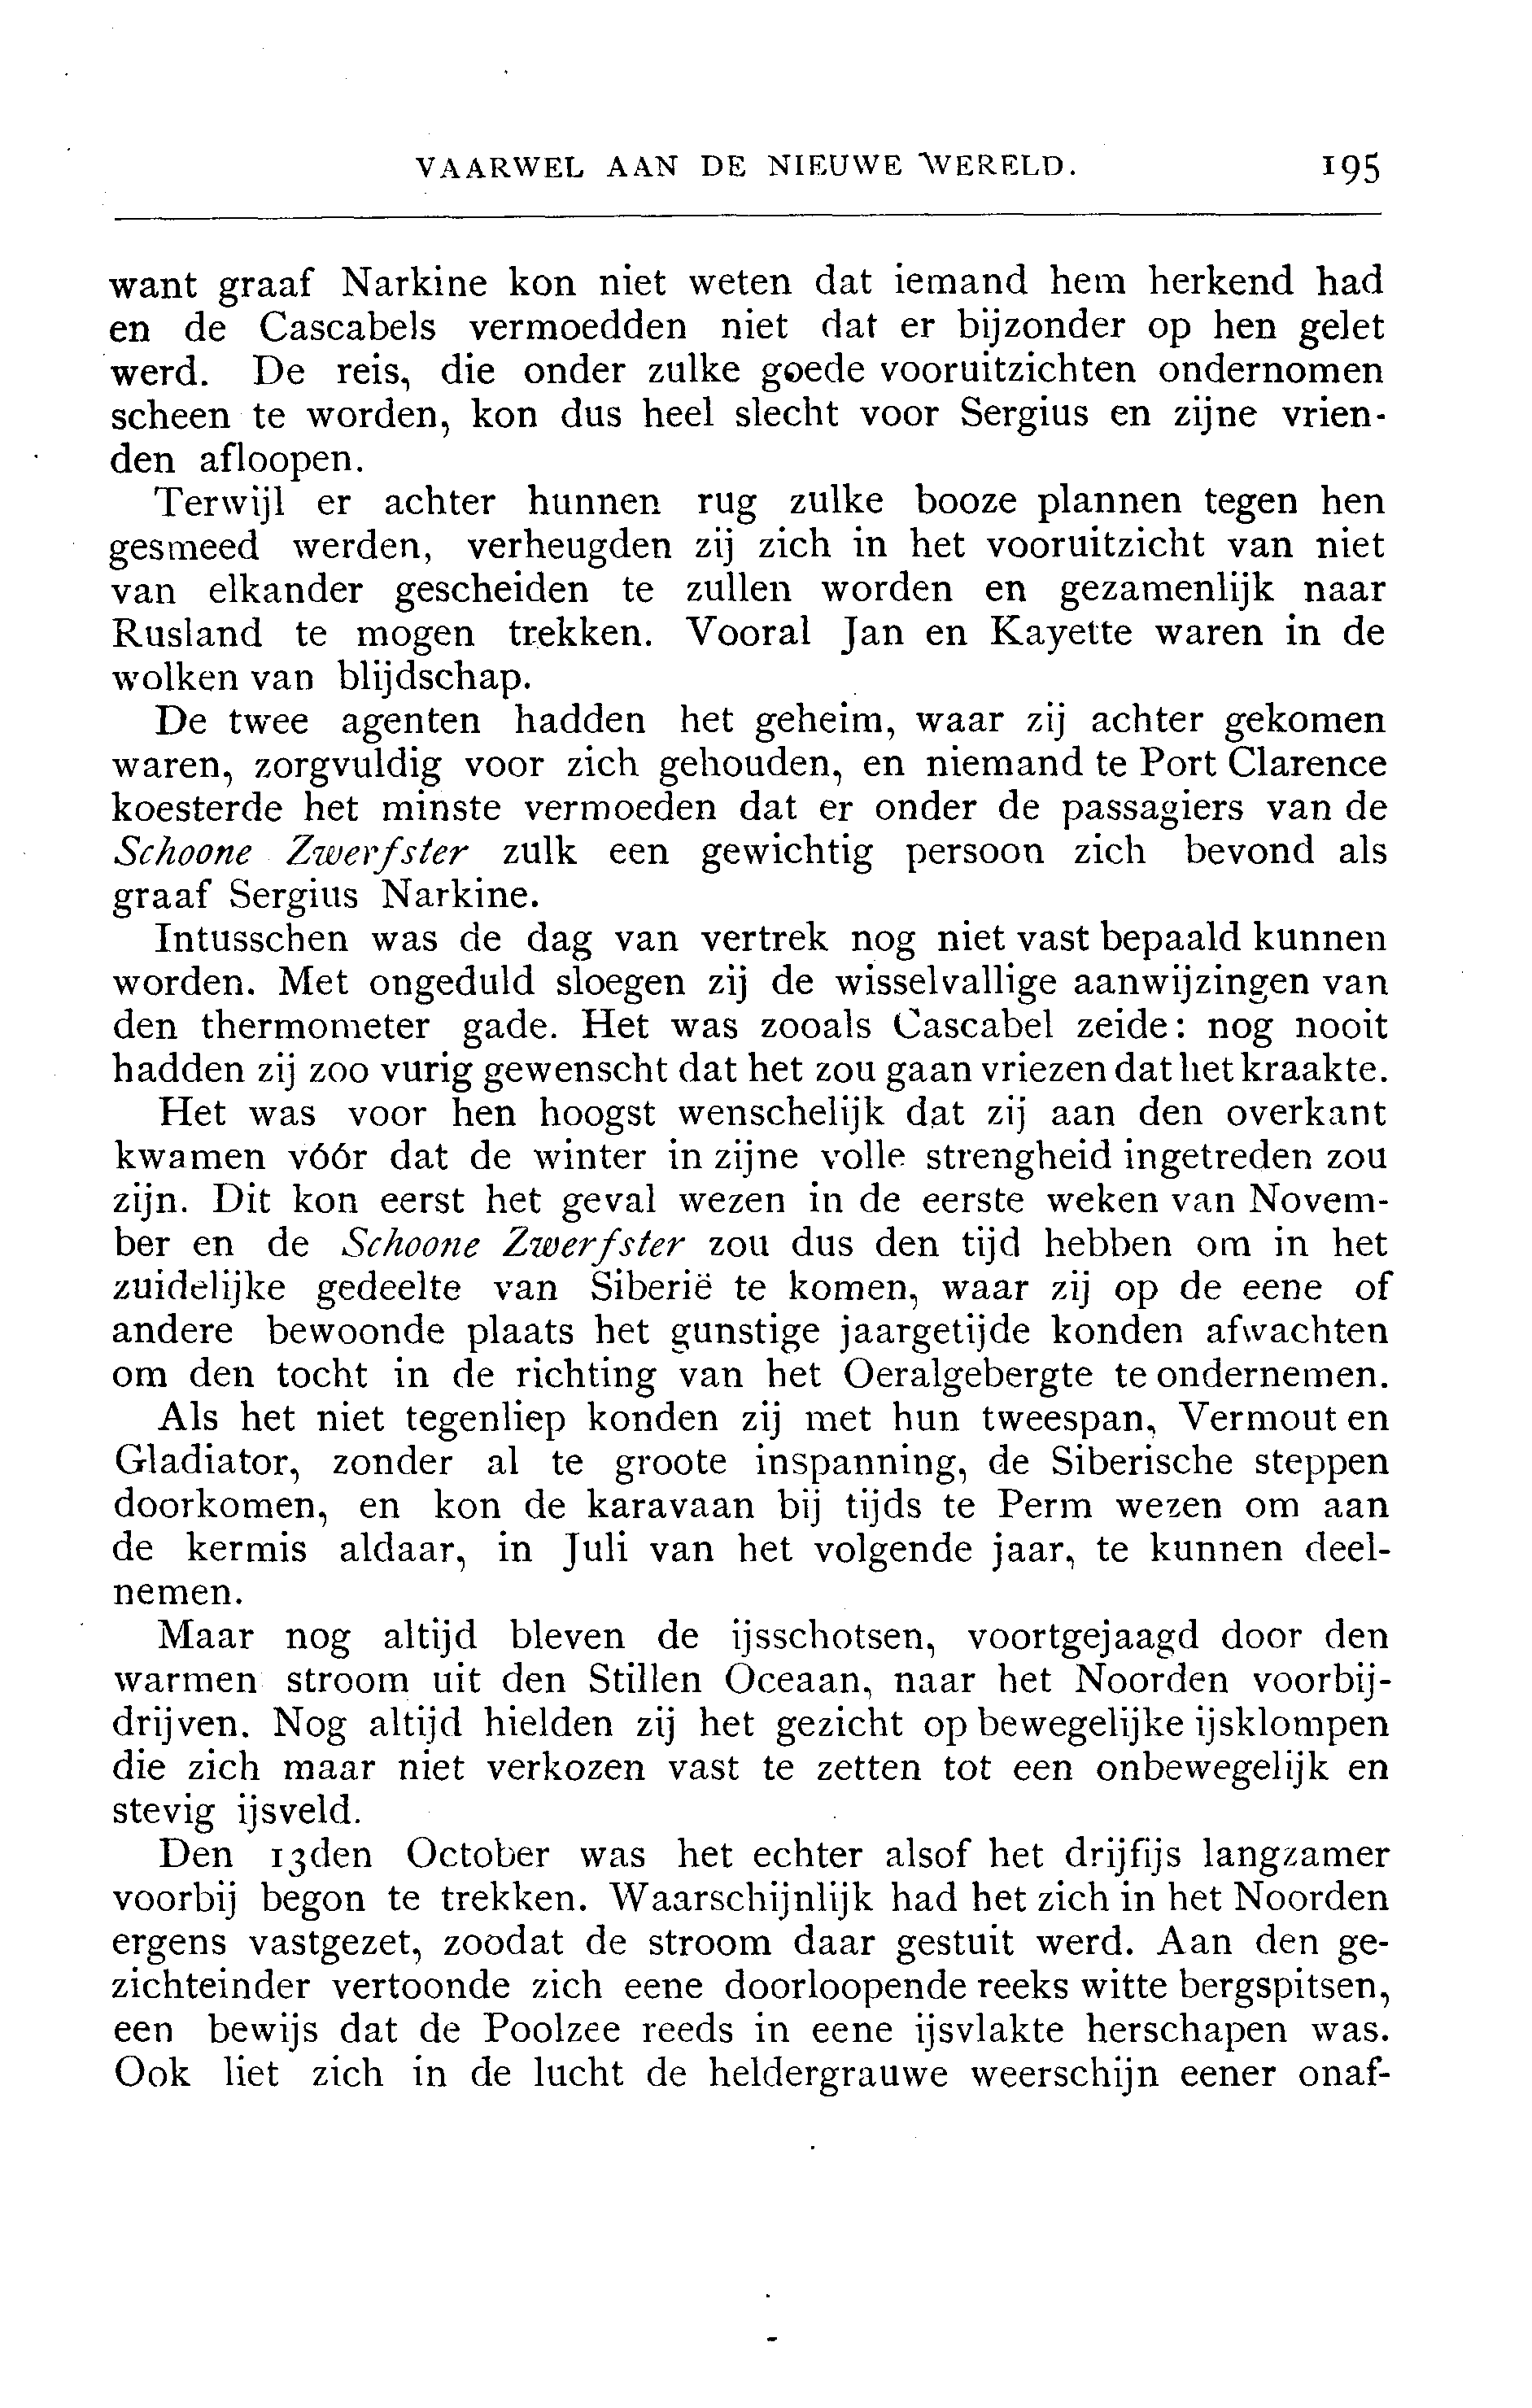 VAARWEL AAN DE NIEUWE WERELD. 195
want graaf Narkine kon niet weten dat iemand hem herkend had
en de Cascabels vermoedden niet dat er bijzonder op hen gelet
werd. De reis, die onder zulke goede vooruitzichten ondernomen
scheen te worden, kon dus heel slecht voor Sergius en zijne vrien-
den afloopen.
Terwijl er achter hunnen rug zulke booze plannen tegen hen
gesmeed werden, verheugden zij zich in het vooruitzicht van niet
van elkander gescheiden te zullen worden en gezamenlijk naar
Rusland te mogen trekken. Vooral Jan en Kayette waren in de
wolken van blijdschap.
De twee agenten hadden het geheim, waar zij achter gekomen
waren, zorgvuldig voor zich gehouden, en niemand te Port Clarence
koesterde het minste vermoeden dat er onder de passagiers van de
Schoone Zwerfster zulk een gewichtig persoon zich bevond als
graaf Sergius Narkine.
Intusschen was de dag van vertrek nog niet vast bepaald kunnen
worden. Met ongeduld sloegen zij de wisselvallige aanwijzingen van
den thermometer gade. Het was zooals Cascabel zeide: nog nooit
hadden zij zoo vurig gewenscht dat het zou gaan vriezen dat het kraakte.
Het was voor hen hoogst wenschelijk dat zij aan den overkant
kwamen vóór dat de winter in zijne volle strengheid ingetreden zou
zijn. Dit kon eerst het geval wezen in de eerste weken van Novem-
ber en de Schoone Zwerfster zou dus den tijd hebben om in het
zuidelijke gedeelte van Siberië te komen, waar zij op de eene of
andere bewoonde plaats het gunstige jaargetijde konden afwachten
om den tocht in de richting van het Oeralgebergte te ondernemen.
Als het niet tegenliep konden zij met hun tweespan, Vermout en
Gladiator, zonder al te groote inspanning, de Siberische steppen
doorkomen, en kon de karavaan bij tijds te Perm wezen om aan
de kermis aldaar, in Juli van het volgende jaar, te kunnen deel-
nemen.
Maar nog altijd bleven de ijsschotsen, voortgejaagd door den
warmen stroom uit den Stillen Oceaan, naar het Noorden voorbij-
drijven. Nog altijd hielden zij het gezicht op bewegelijke ijsklompen
die zich maar niet verkozen vast te zetten tot een onbewegelijk en
stevig ijsveld.
Den 13den October was het echter alsof het drijfijs langzamer
voorbij begon te trekken. Waarschijnlijk had het zich in het Noorden
ergens vastgezet, zoodat de stroom daar gestuit werd. Aan den ge-
zichteinder vertoonde zich eene doorloopende reeks witte bergspitsen,
een bewijs dat de Poolzee reeds in eene ijsvlakte herschapen was.
Ook liet zich in de lucht de heldergrauwe weerschijn eener onaf-